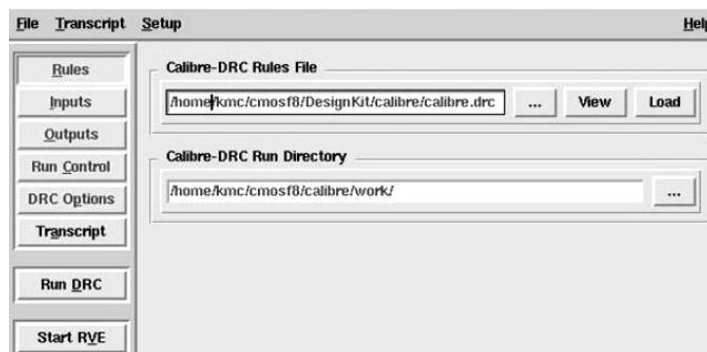 File Transcript Setup Help
Rules
Inputs
Outputs
Run Control
DRC Options
Transcript
Run DRC
Start RVE
Calibre-DRC Rules File
/home/kmc/cmosf8/DesignKit/calibre/calibre.drc ... View Load
Calibre-DRC Run Directory
/home/kmc/cmosf8/calibre/work/ ...